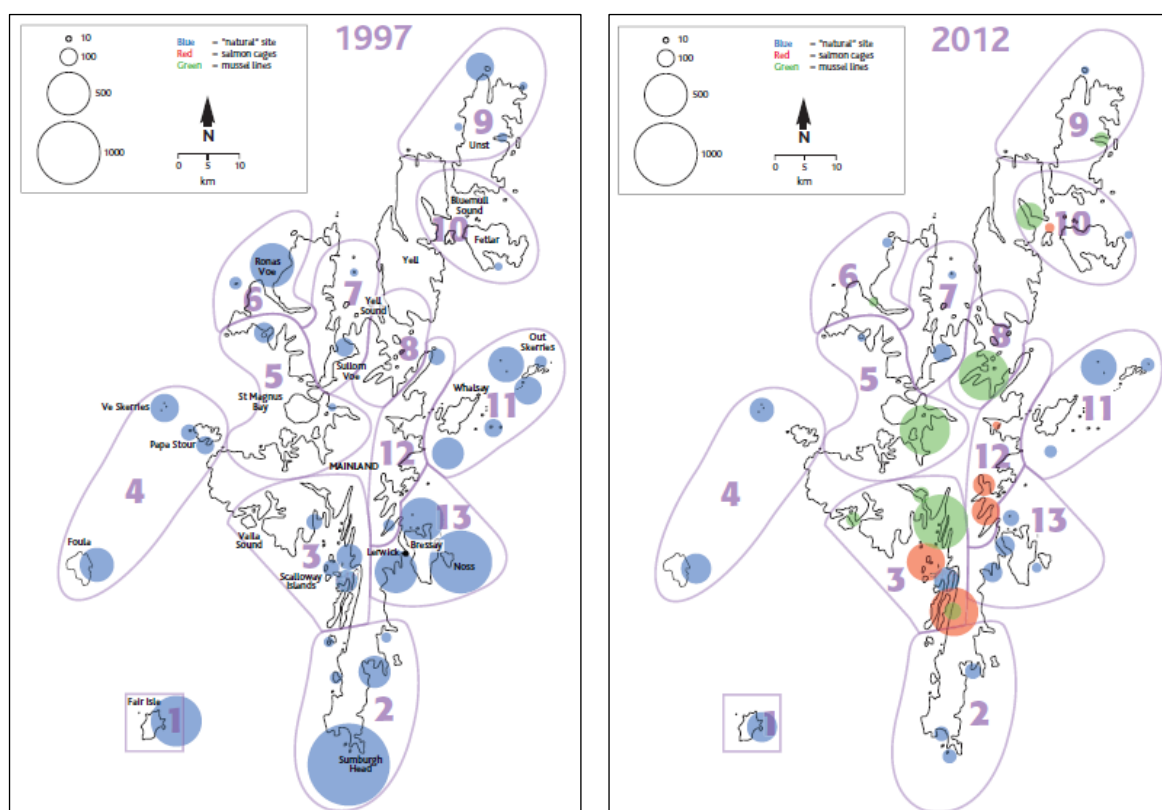 1997
10
100
500
1000
Blue = "natural" site
Red = salmon cages
Green = mussel lines
N
0 5 10
km
9
Unst
Bluemull
Sound
10
Fetlar
Yell
Ronas
Voe
6
7
Yell
Sound
8
Sullom
Voe
5
St Magnus
Bay
Out
Skerries
Whalsay
11
Ve Skerries
Papa Stour
4
Foula
MAINLAND
12
13
Vaila
Sound
3
Scalloway
Islands
Lerwick
Bressay
Noss
2
Sumburgh
Head
Fair Isle
1
2012
10
100
500
1000
Blue = "natural" site
Red = salmon cages
Green = mussel lines
N
0 5 10
km
9
10
6
7
8
5
11
4
12
13
3
2
1